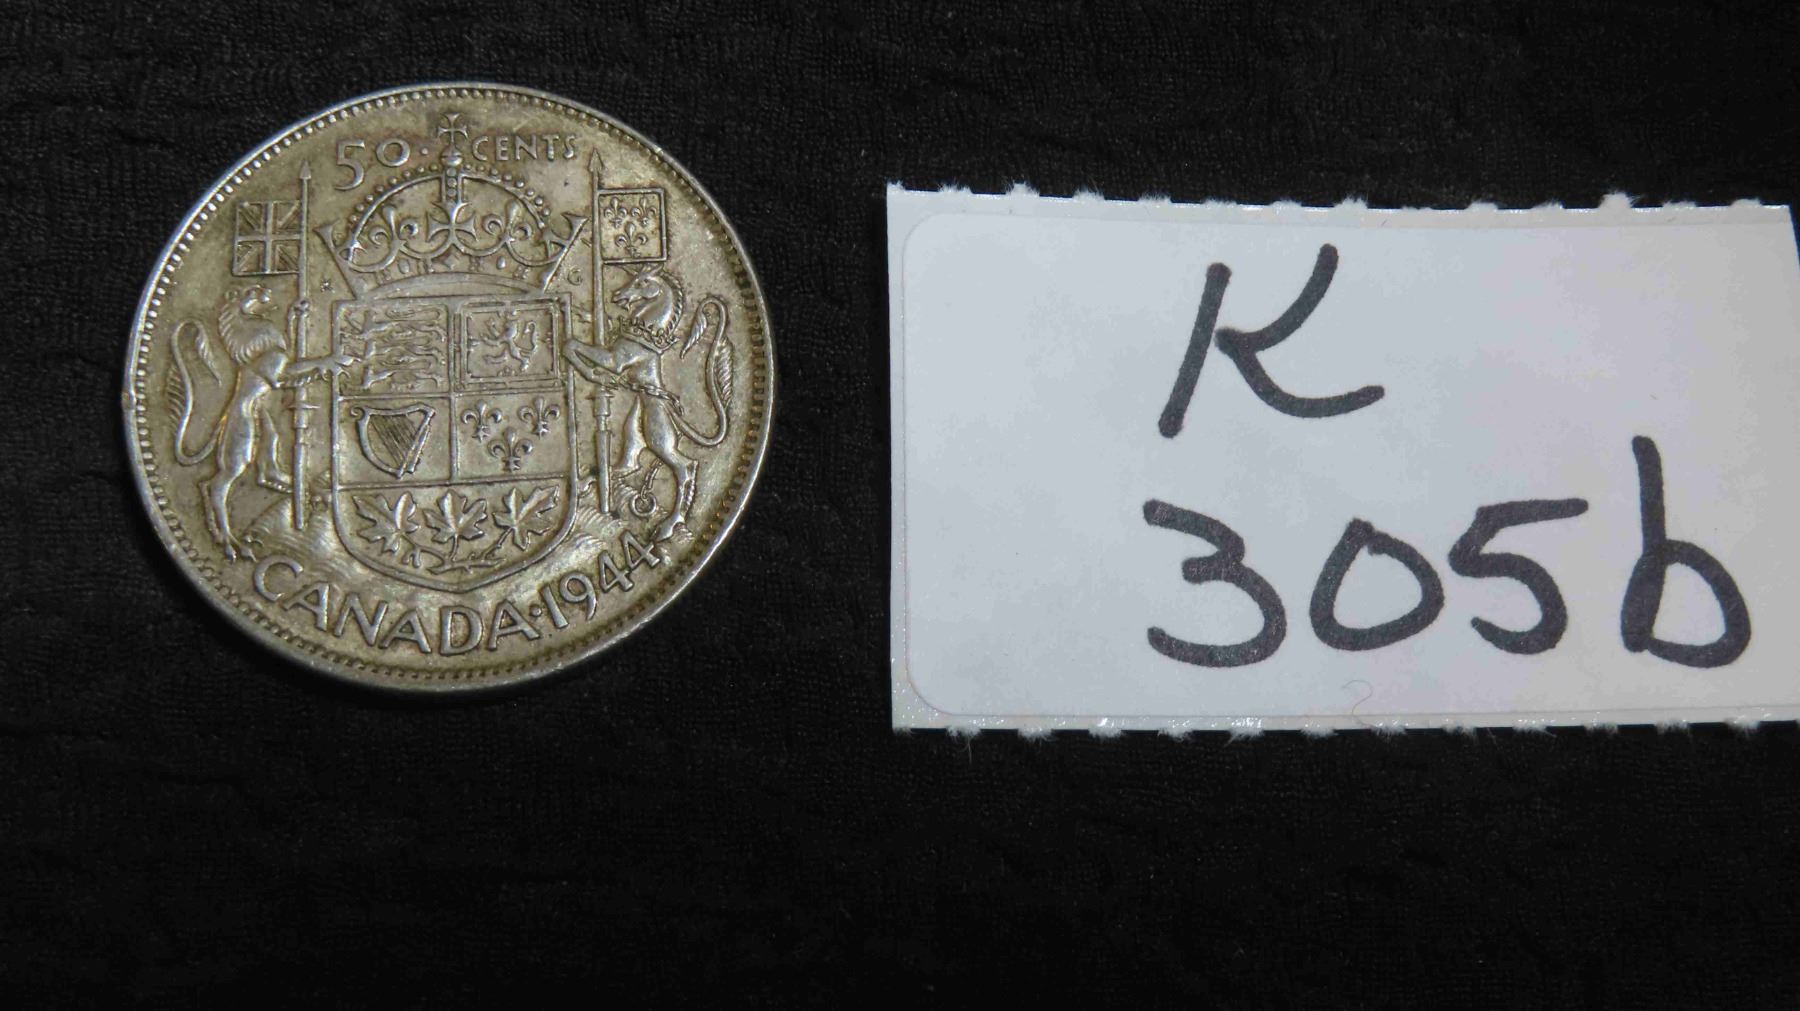 50 · CENTS
K G
CANADA · 1944
K
305b